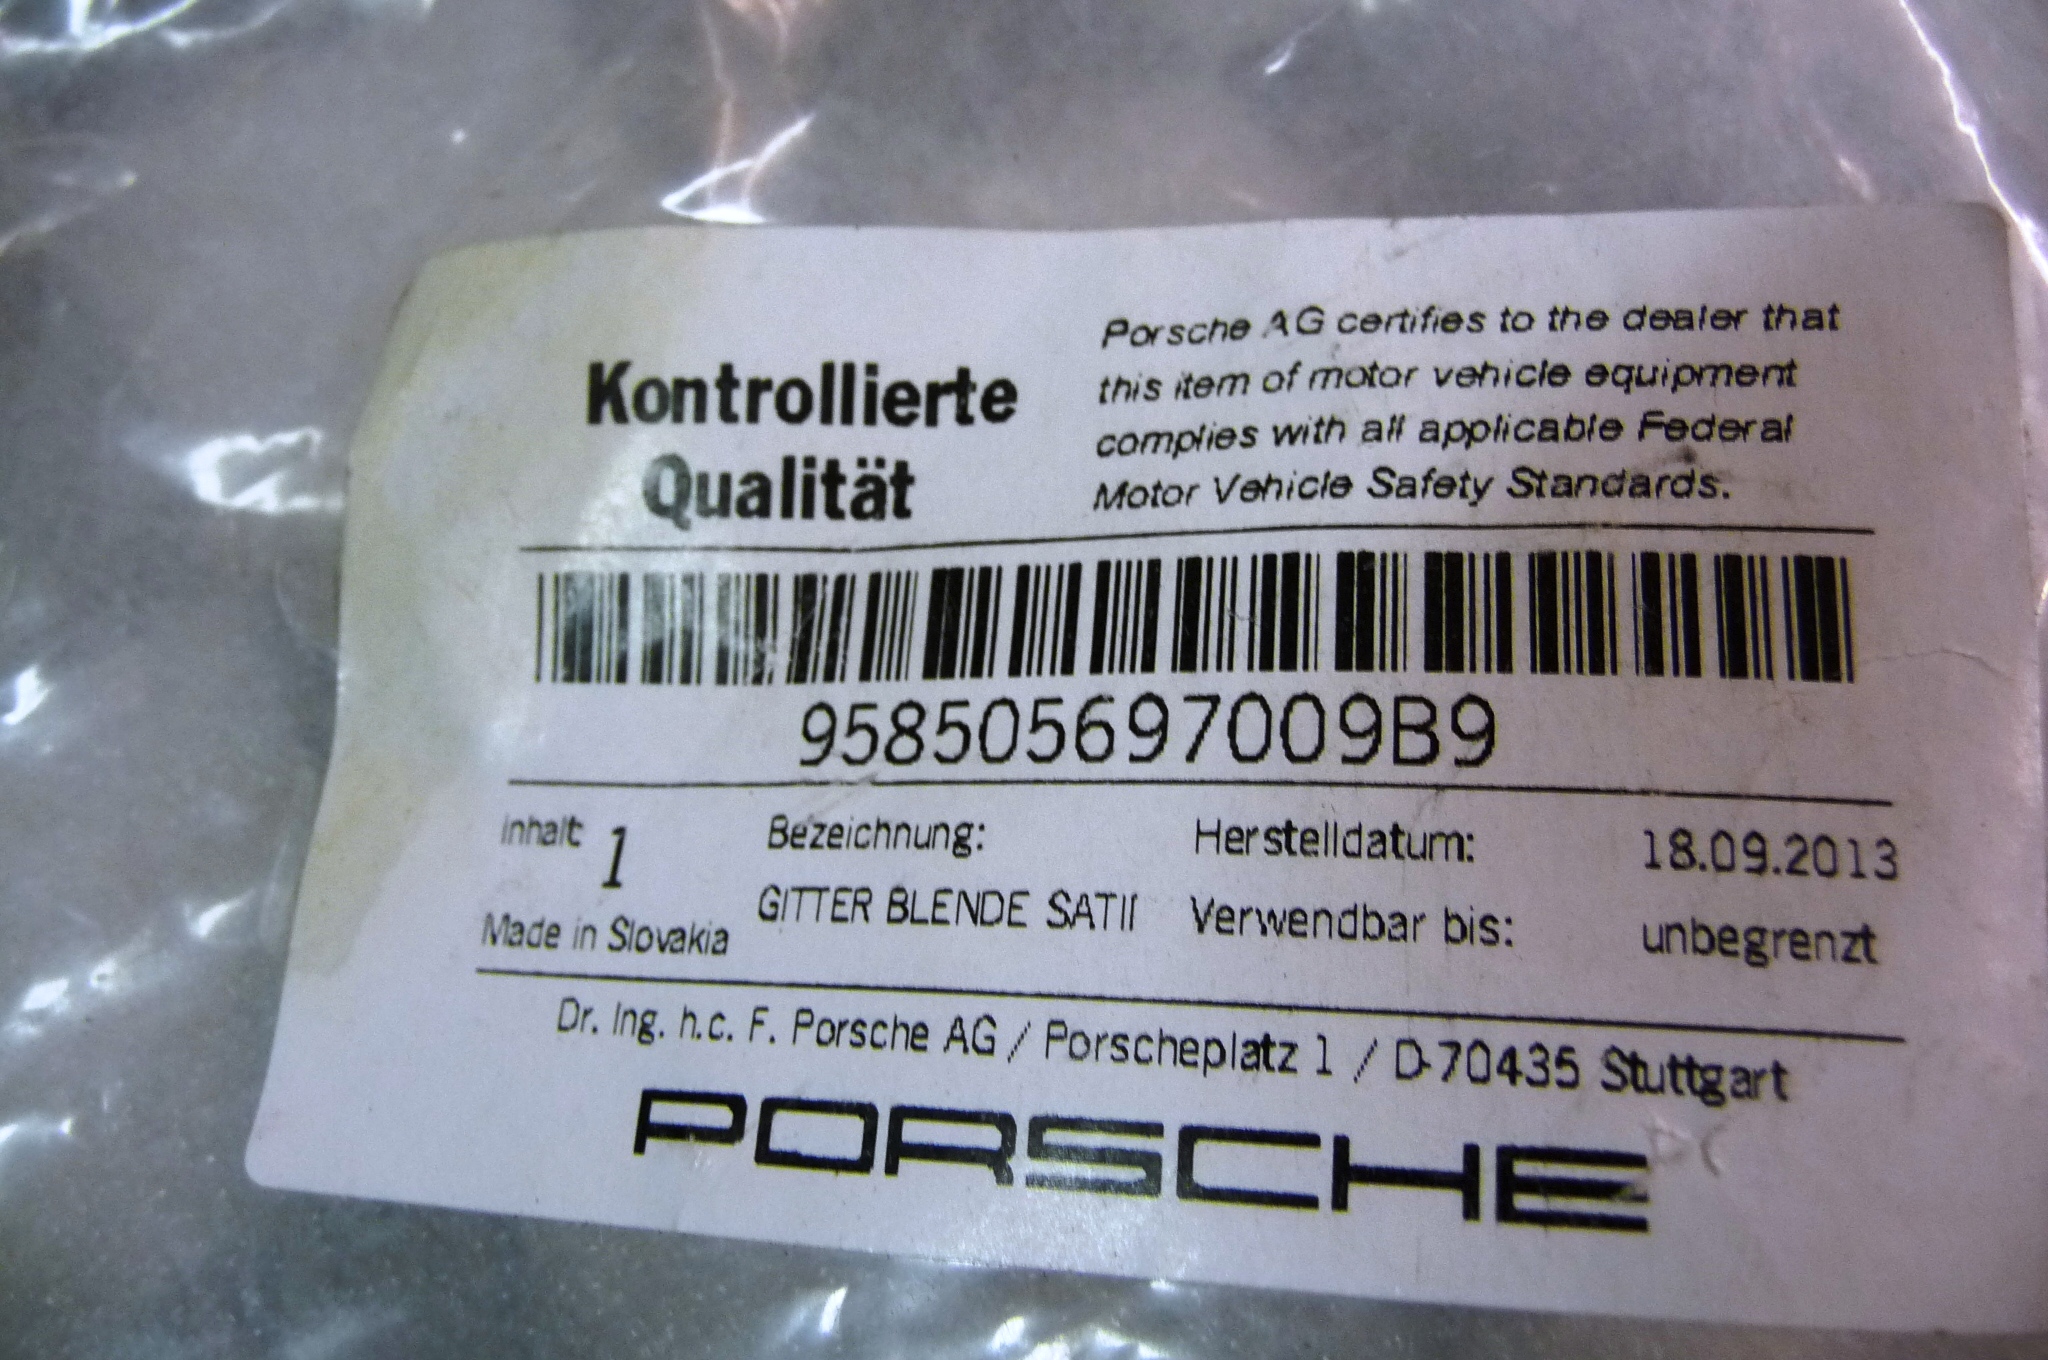 Kontrollierte
Qualität
Porsche AG certifies to the dealer that
this item of motor vehicle equipment
complies with all applicable Federal
Motor Vehicle Safety Standards.
958505697009B9
Inhalt: 1
Made in Slovakia
Bezeichnung:
GITTER BLENDE
Herstelldatum: 18.09.2013
Verwendbar bis: unbegrenzt
Dr. Ing. h.c. F. Porsche AG / Porscheplatz 1 / D-70435 Stuttgart
PORSCHE